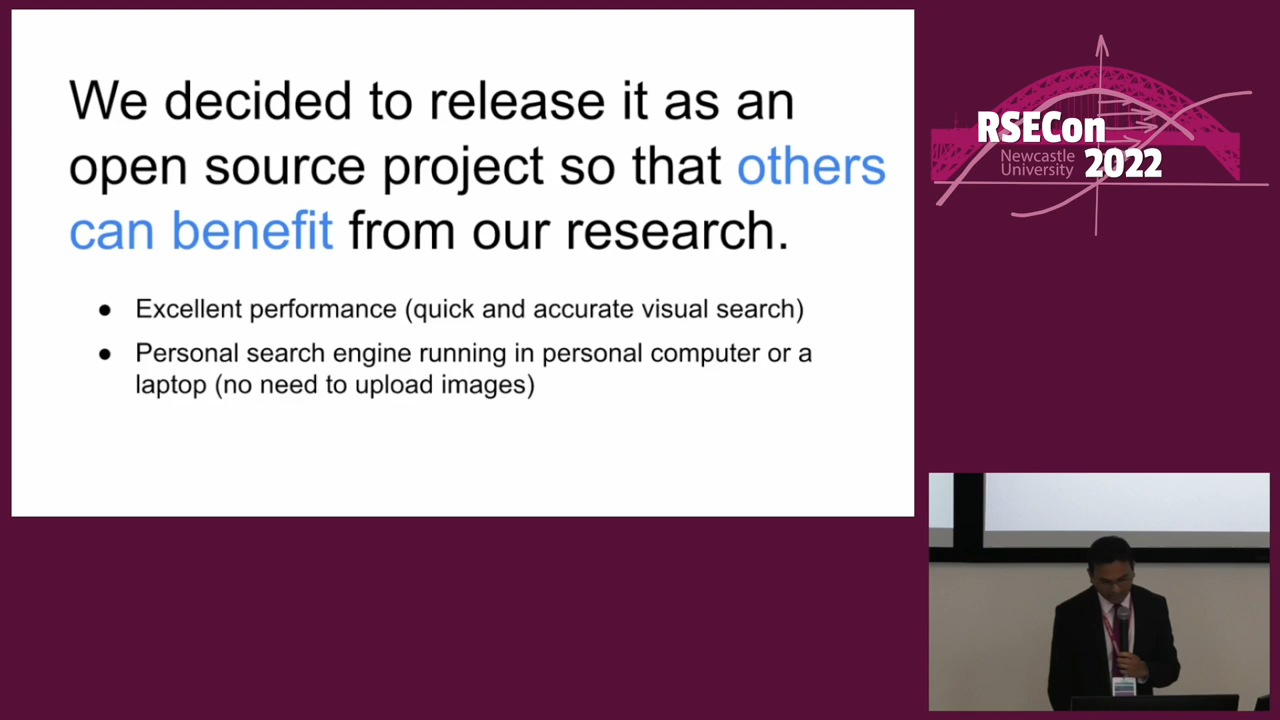 We decided to release it as an
open source project so that others
can benefit from our research.
● Excellent performance (quick and accurate visual search)
● Personal search engine running in personal computer or a
laptop (no need to upload images)
RSECon
Newcastle
University
2022